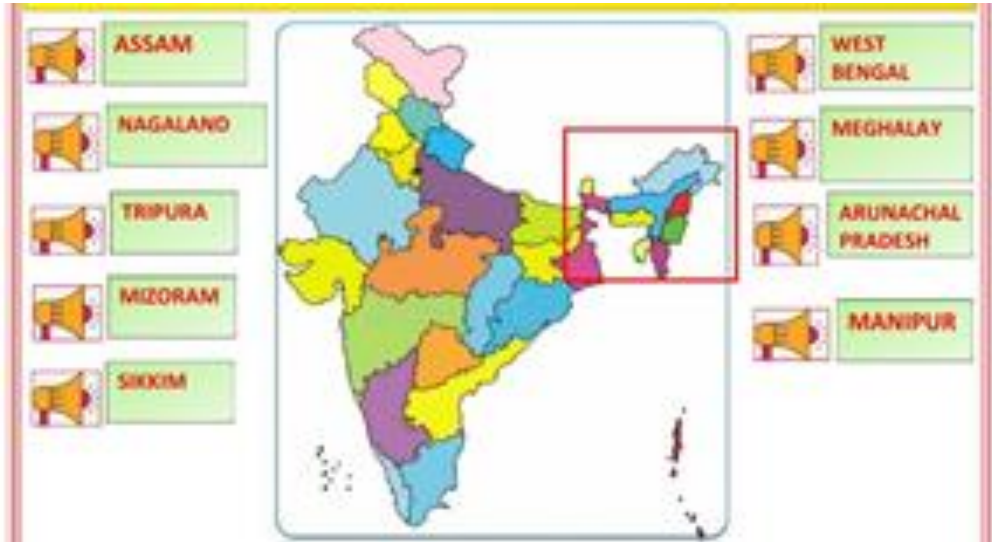 ASSAM
NAGALAND
TRIPURA
MIZORAM
SIKKIM
WEST
BENGAL
MEGHALAY
ARUNACHAL
PRADESH
MANIPUR